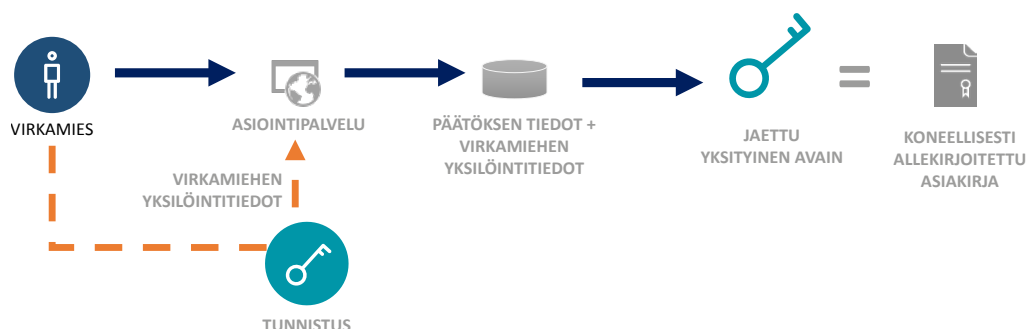 VIRKAMIES
ASIOINTIPALVELU
PÄÄTÖKSEN TIEDOT +
VIRKAMIEHEN
YKSILÖINTITIEDOT
JAETTU
YKSITYINEN AVAIN
=
KONEELLISESTI
ALLEKIRJOITETTU
ASIAKIRJA
VIRKAMIEHEN
YKSILÖINTITIEDOT
TUNNISTUS